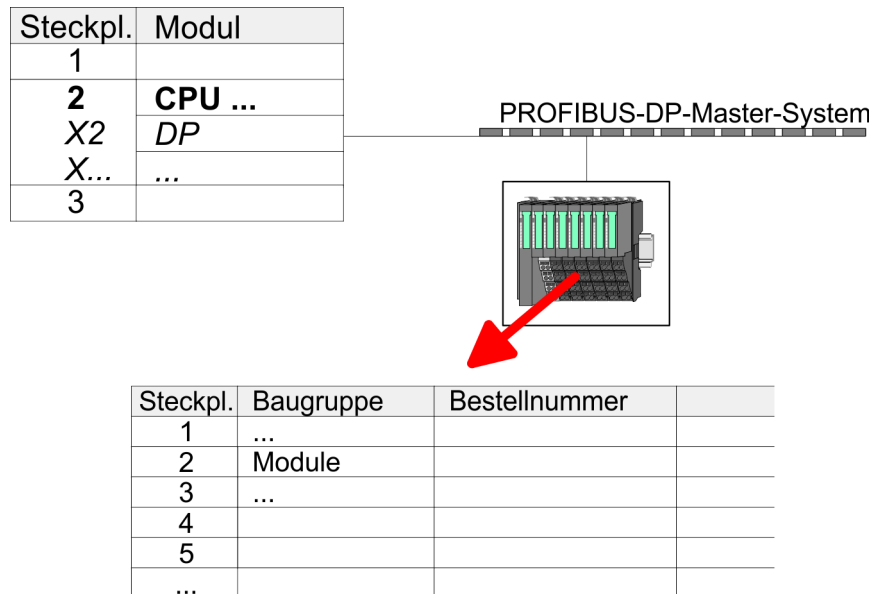 Steckpl. Modul
1
2 CPU ...
X2 DP
X... ...
3
PROFIBUS-DP-Master-System
Steckpl. Baugruppe Bestellnummer
1 ...
2 Module
3 ...
4
5
...